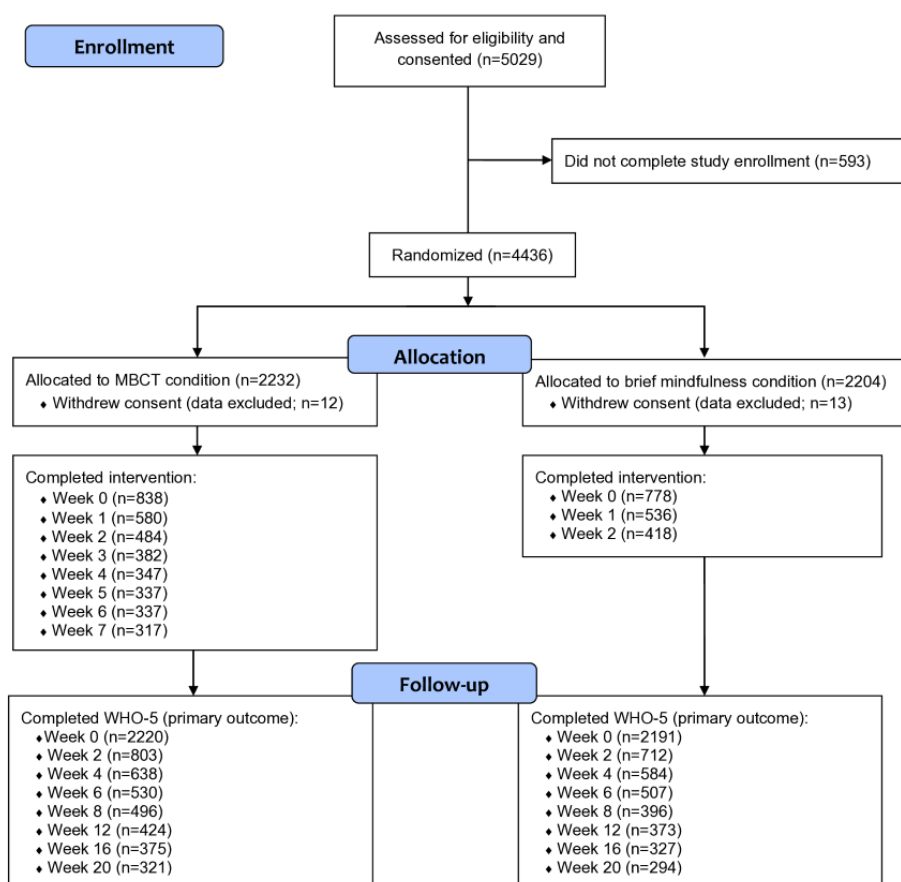 Enrollment
Assessed for eligibility and
consented (n=5029)
Did not complete study enrollment (n=593)
Randomized (n=4436)
Allocation
Allocated to MBCT condition (n=2232)
♦ Withdrew consent (data excluded; n=12)
Allocated to brief mindfulness condition (n=2204)
♦ Withdrew consent (data excluded; n=13)
Completed intervention:
♦ Week 0 (n=838)
♦ Week 1 (n=580)
♦ Week 2 (n=484)
♦ Week 3 (n=382)
♦ Week 4 (n=347)
♦ Week 5 (n=337)
♦ Week 6 (n=337)
♦ Week 7 (n=317)
Completed intervention:
♦ Week 0 (n=778)
♦ Week 1 (n=536)
♦ Week 2 (n=418)
Follow-up
Completed WHO-5 (primary outcome):
♦Week 0 (n=2220)
♦ Week 2 (n=803)
♦ Week 4 (n=638)
♦ Week 6 (n=530)
♦ Week 8 (n=496)
♦ Week 12 (n=424)
♦ Week 16 (n=375)
♦ Week 20 (n=321)
Completed WHO-5 (primary outcome):
♦ Week 0 (n=2191)
♦ Week 2 (n=712)
♦ Week 4 (n=584)
♦ Week 6 (n=507)
♦ Week 8 (n=396)
♦ Week 12 (n=373)
♦ Week 16 (n=327)
♦ Week 20 (n=294)